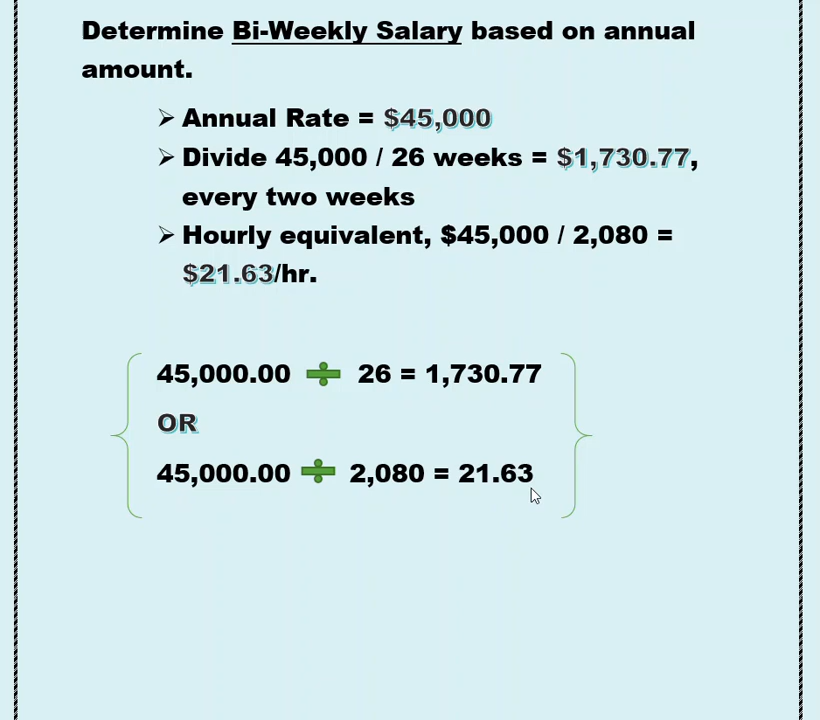 Determine Bi-Weekly Salary based on annual
amount.
➢ Annual Rate = $45,000
➢ Divide 45,000 / 26 weeks = $1,730.77,
every two weeks
➢ Hourly equivalent, $45,000 / 2,080 =
$21.63/hr.
45,000.00 ➗ 26 = 1,730.77
OR
45,000.00 ➗ 2,080 = 21.63